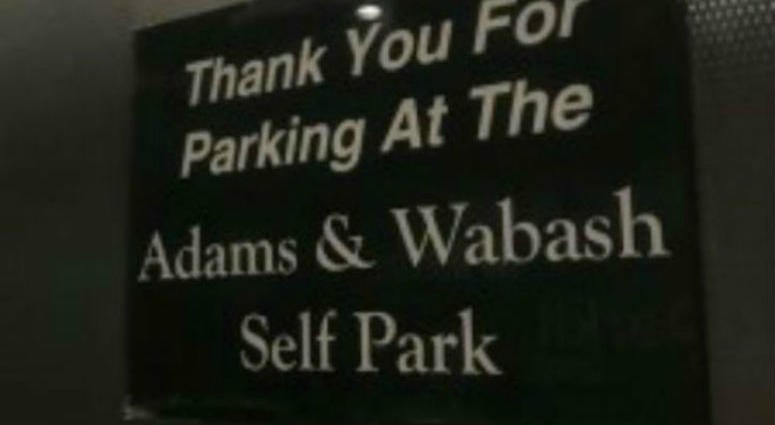 Thank You For
Parking At The
Adams & Wabash
Self Park